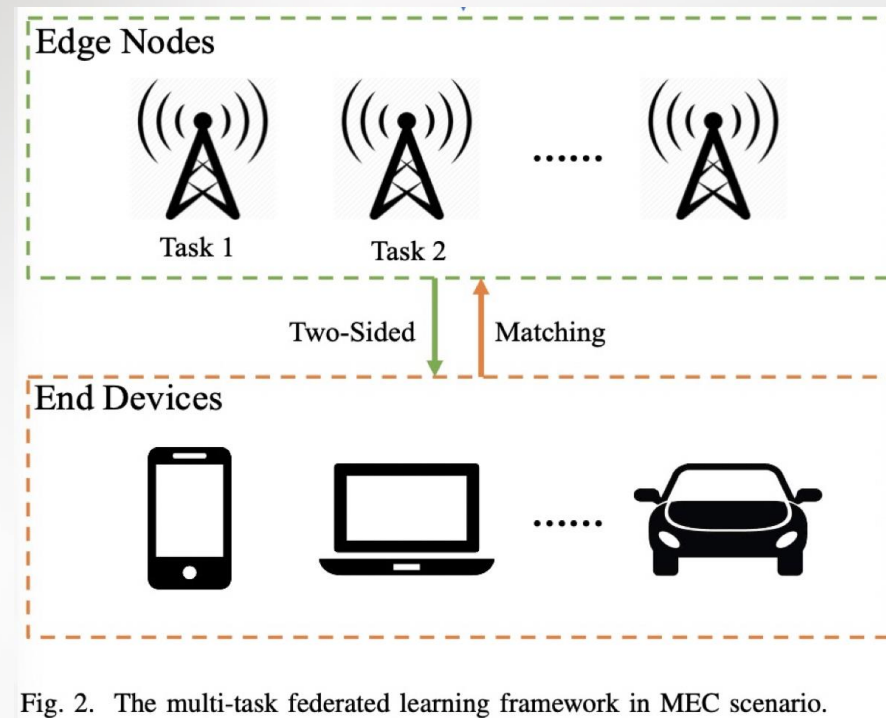 Edge Nodes
......
Task 1
Task 2
Two-Sided
Matching
End Devices
......
Fig. 2. The multi-task federated learning framework in MEC scenario.